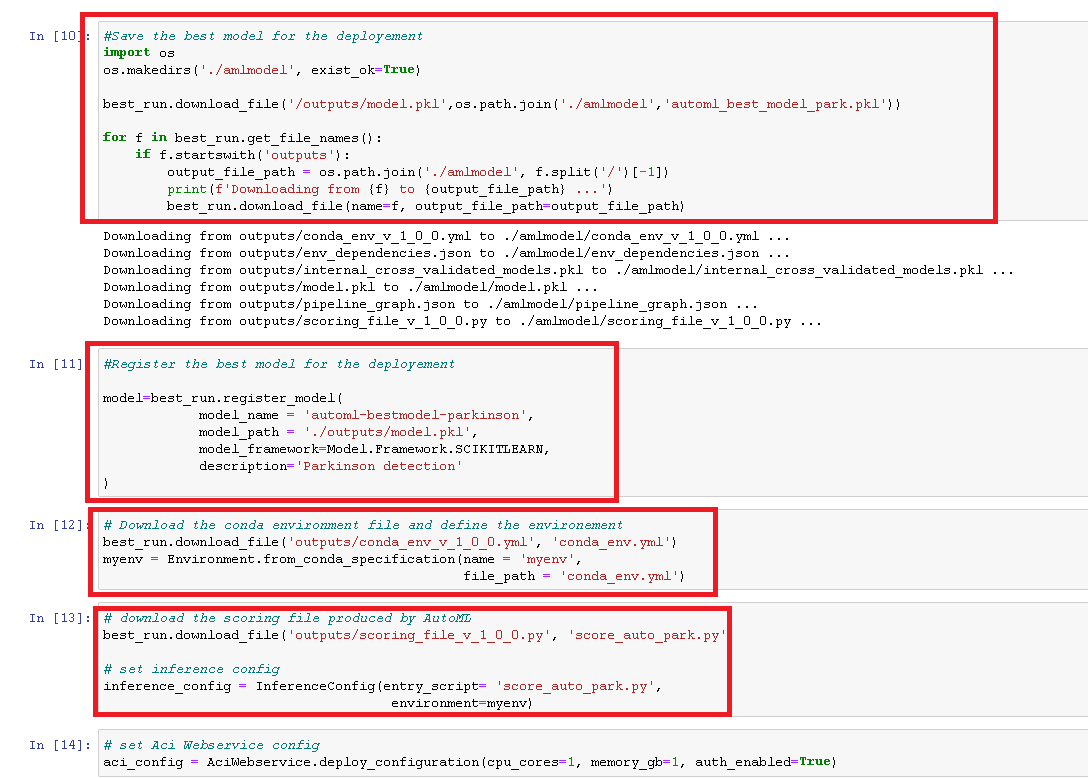 In [10]: #Save the best model for the deployement
import os
os.makedirs('./amlmodel', exist_ok=True)
best_run.download_file('/outputs/model.pkl',os.path.join('./amlmodel','automl_best_model_park.pkl'))
for f in best_run.get_file_names():
    if f.startswith('outputs'):
        output_file_path = os.path.join('./amlmodel', f.split('/')[-1])
        print(f'Downloading from {f} to {output_file_path} ...')
        best_run.download_file(name=f, output_file_path=output_file_path)
Downloading from outputs/conda_env_v_1_0_0.yml to ./amlmodel/conda_env_v_1_0_0.yml ...
Downloading from outputs/env_dependencies.json to ./amlmodel/env_dependencies.json ...
Downloading from outputs/internal_cross_validated_models.pkl to ./amlmodel/internal_cross_validated_models.pkl ...
Downloading from outputs/model.pkl to ./amlmodel/model.pkl ...
Downloading from outputs/pipeline_graph.json to ./amlmodel/pipeline_graph.json ...
Downloading from outputs/scoring_file_v_1_0_0.py to ./amlmodel/scoring_file_v_1_0_0.py ...
In [11] #Register the best model for the deployement
model=best_run.register_model(
            model_name = 'automl-bestmodel-parkinson',
            model_path = './outputs/model.pkl',
            model_framework=Model.Framework.SCIKITLEARN,
            description='Parkinson detection'
)
In [12]: # Download the conda environment file and define the environement
best_run.download_file('outputs/conda_env_v_1_0_0.yml', 'conda_env.yml')
myenv = Environment.from_conda_specification(name = 'myenv',
                                             file_path = 'conda_env.yml')
In [13]: # download the scoring file produced by AutoML
best_run.download_file('outputs/scoring_file_v_1_0_0.py', 'score_auto_park.py'
# set inference config
inference_config = InferenceConfig(entry_script= 'score_auto_park.py',
                                    environment=myenv)
In [14]: # set Aci Webservice config
aci_config = AciWebservice.deploy_configuration(cpu_cores=1, memory_gb=1, auth_enabled=True)